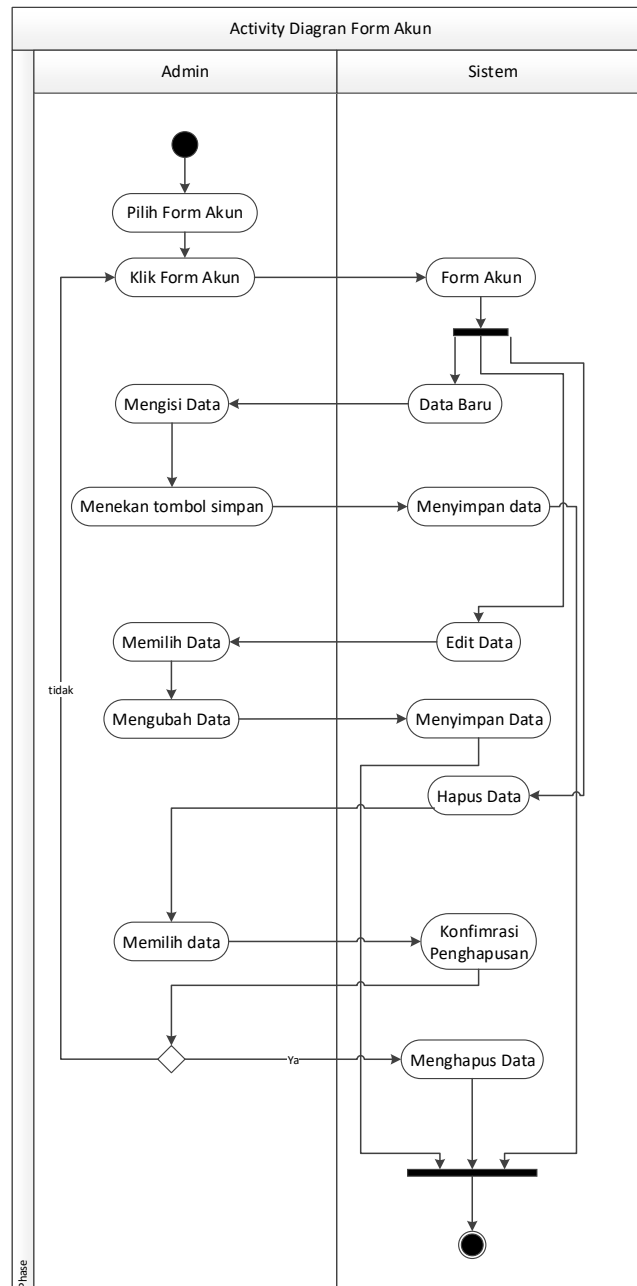 Activity Diagran Form Akun
Admin
Sistem
Pilih Form Akun
Klik Form Akun
Form Akun
Mengisi Data
Data Baru
Menekan tombol simpan
Menyimpan data
Memilih Data
Edit Data
tidak
Mengubah Data
Menyimpan Data
Hapus Data
Memilih data
Konfimrasi
Penghapusan
Ya
Menghapus Data
Phase